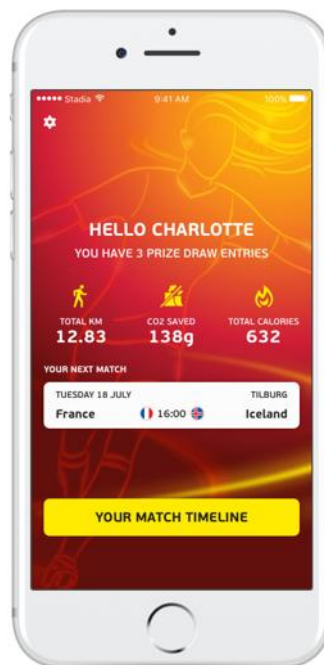 Stadia 9:41 AM 100%
HELLO CHARLOTTE
YOU HAVE 3 PRIZE DRAW ENTRIES
TOTAL KM CO2 SAVED TOTAL CALORIES
12.83 138g 632
YOUR NEXT MATCH
TUESDAY 18 JULY TILBURG
France 16:00 Iceland
YOUR MATCH TIMELINE